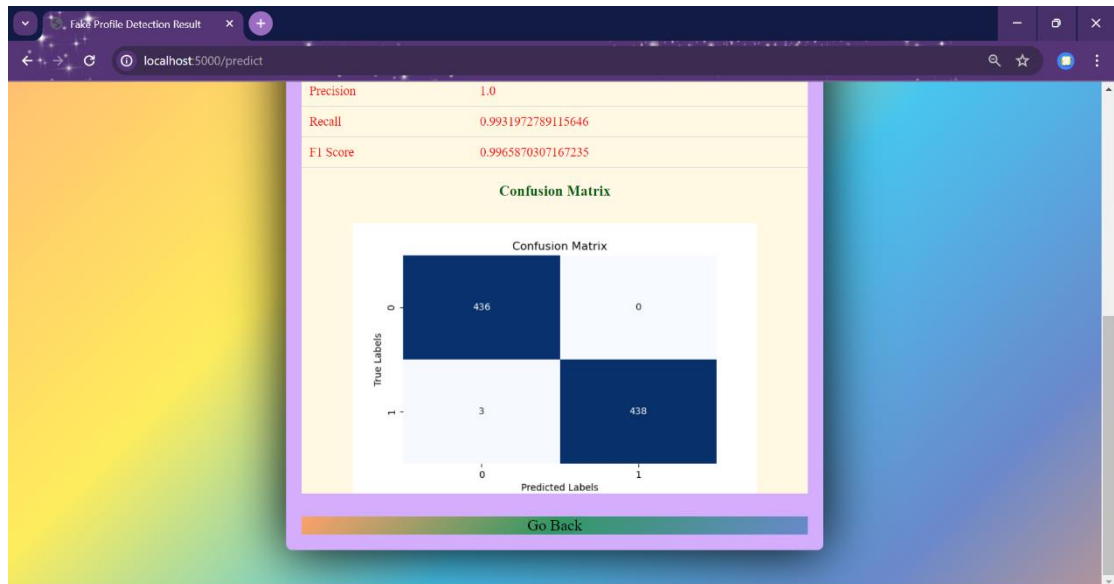 Fake Profile Detection Result
localhost:5000/predict
Precision 1.0
Recall 0.9931972789115646
F1 Score 0.9965870307167235
Confusion Matrix
Confusion Matrix
0 436 0
True Labels
1 3 438
0 1
Predicted Labels
Go Back